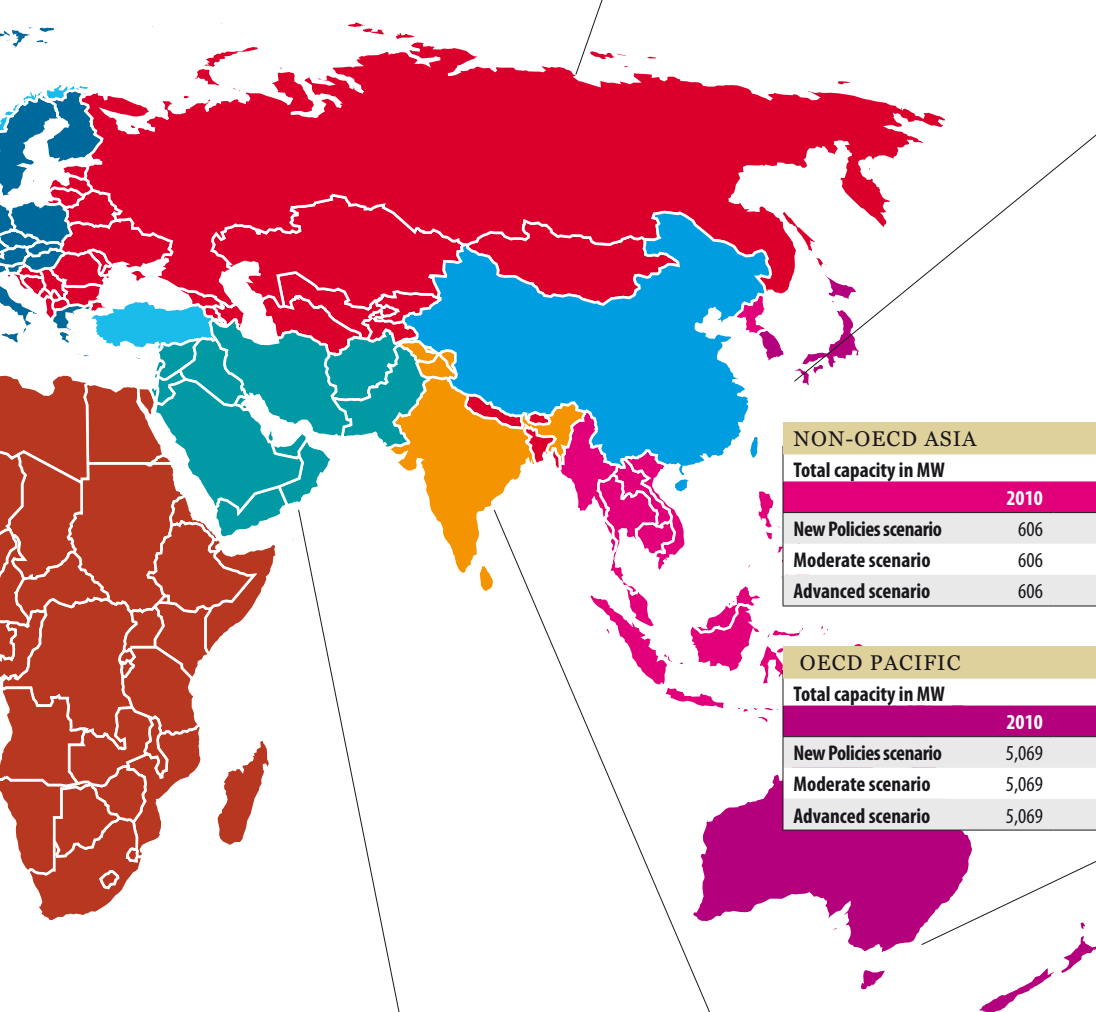 NON-OECD ASIA
Total capacity in MW
2010
New Policies scenario 606
Moderate scenario 606
Advanced scenario 606
OECD PACIFIC
Total capacity in MW
2010
New Policies scenario 5,069
Moderate scenario 5,069
Advanced scenario 5,069